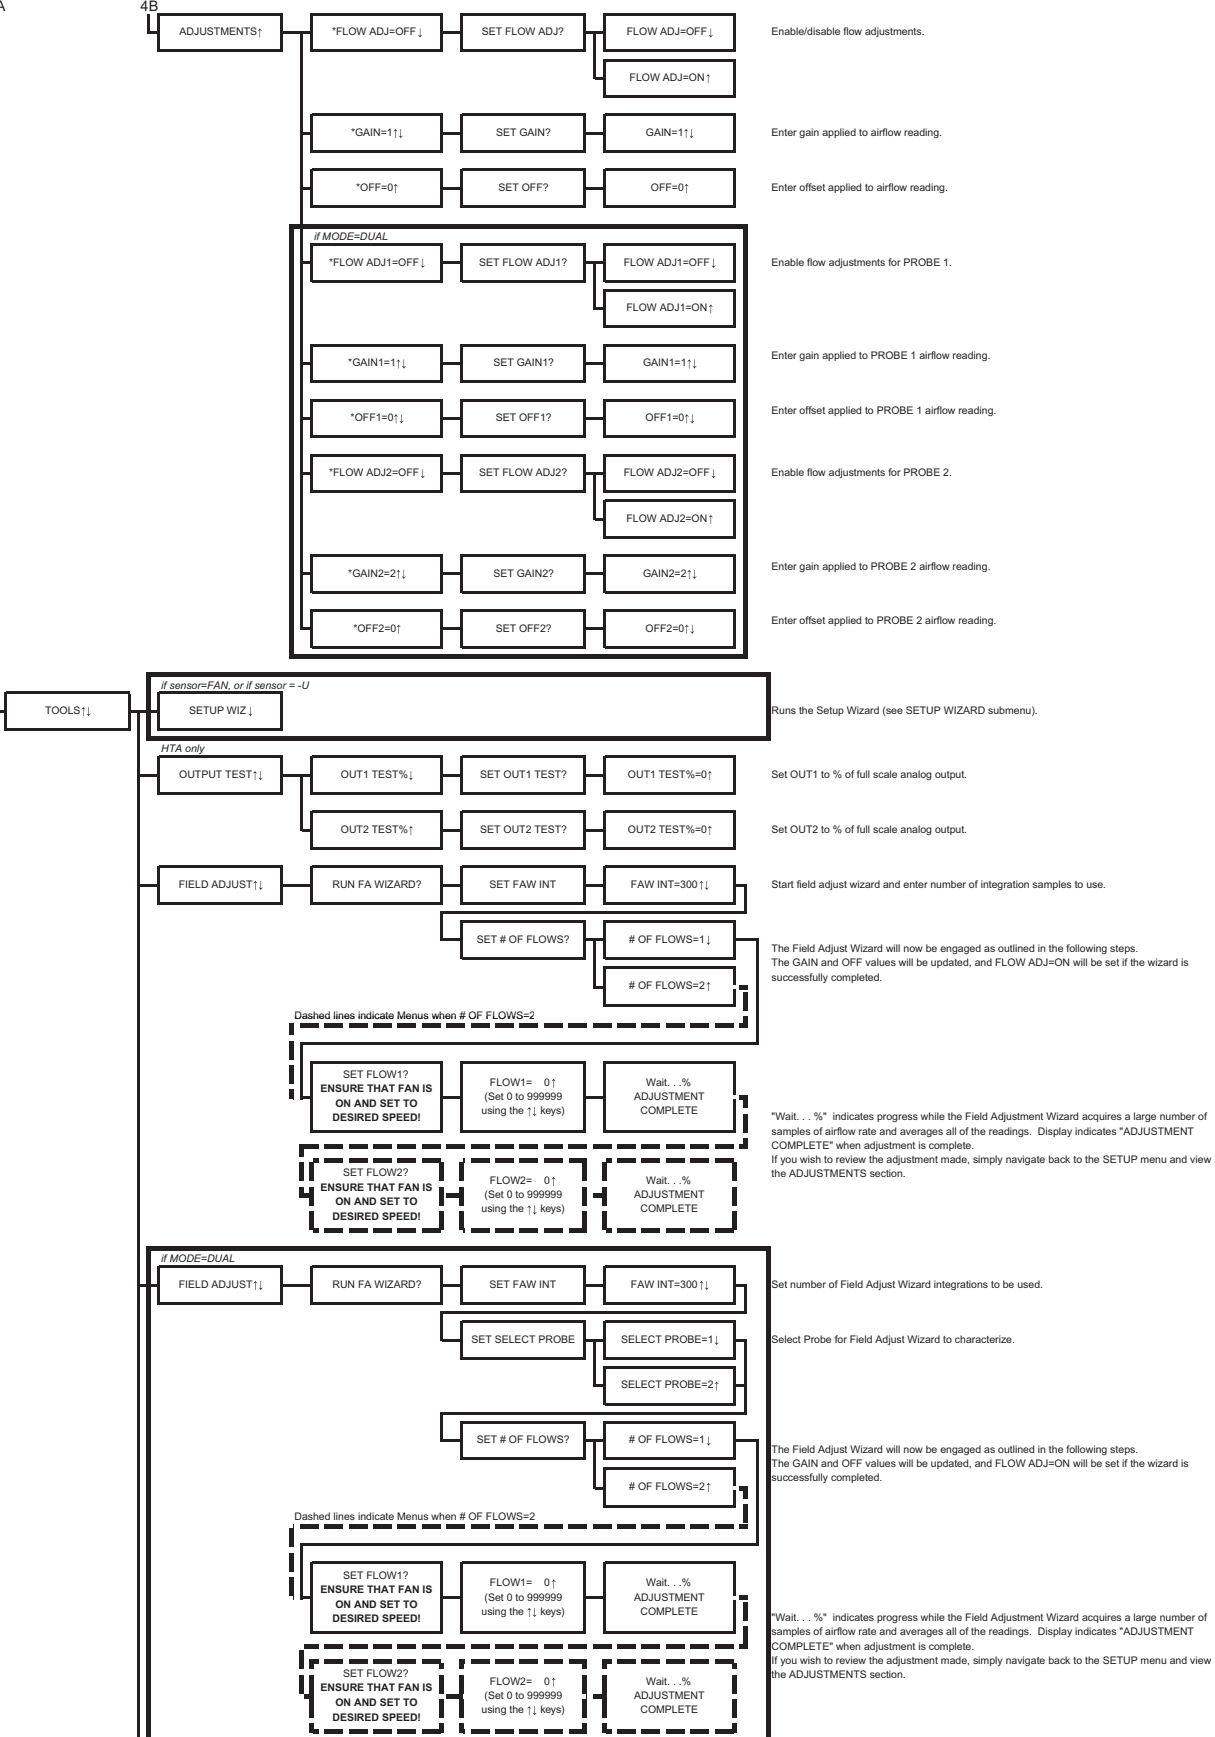 A
4B
ADJUSTMENTS↑
*FLOW ADJ=OFF↓
SET FLOW ADJ?
FLOW ADJ=OFF↓
Enable/disable flow adjustments.
FLOW ADJ=ON↑
*GAIN=1↑↓
SET GAIN?
GAIN=1↑↓
Enter gain applied to airflow reading.
*OFF=0↑
SET OFF?
OFF=0↑
Enter offset applied to airflow reading.
if MODE=DUAL
*FLOW ADJ1=OFF↓
SET FLOW ADJ1?
FLOW ADJ1=OFF↓
Enable flow adjustments for PROBE 1.
FLOW ADJ1=ON↑
*GAIN1=1↑↓
SET GAIN1?
GAIN1=1↑↓
Enter gain applied to PROBE 1 airflow reading.
*OFF1=0↑↓
SET OFF1?
OFF1=0↑↓
Enter offset applied to PROBE 1 airflow reading.
*FLOW ADJ2=OFF↓
SET FLOW ADJ2?
FLOW ADJ2=OFF↓
Enable flow adjustments for PROBE 2.
FLOW ADJ2=ON↑
*GAIN2=2↑↓
SET GAIN2?
GAIN2=2↑↓
Enter gain applied to PROBE 2 airflow reading.
*OFF2=0↑
SET OFF2?
OFF2=0↑↓
Enter offset applied to PROBE 2 airflow reading.
if sensor=FAN, or if sensor = -U
TOOLS↑↓
SETUP WIZ↓
Runs the Setup Wizard (see SETUP WIZARD submenu).
HTA only
OUTPUT TEST↑↓
OUT1 TEST%↓
SET OUT1 TEST?
OUT1 TEST%=0↑
Set OUT1 to % of full scale analog output.
OUT2 TEST%↑
SET OUT2 TEST?
OUT2 TEST%=0↑
Set OUT2 to % of full scale analog output.
FIELD ADJUST↑↓
RUN FA WIZARD?
SET FAW INT
FAW INT=300↑↓
Start field adjust wizard and enter number of integration samples to use.
SET # OF FLOWS?
# OF FLOWS=1↓
# OF FLOWS=2↑
The Field Adjust Wizard will now be engaged as outlined in the following steps.
The GAIN and OFF values will be updated, and FLOW ADJ=ON will be set if the wizard is
successfully completed.
Dashed lines indicate Menus when # OF FLOWS=2
SET FLOW1?
ENSURE THAT FAN IS
ON AND SET TO
DESIRED SPEED!
FLOW1= 0↑
(Set 0 to 999999
using the ↑↓ keys)
Wait. . .%
ADJUSTMENT
COMPLETE
"Wait. . . %" indicates progress while the Field Adjustment Wizard acquires a large number of
samples of airflow rate and averages all of the readings. Display indicates "ADJUSTMENT
COMPLETE" when adjustment is complete.
If you wish to review the adjustment made, simply navigate back to the SETUP menu and view
the ADJUSTMENTS section.
SET FLOW2?
ENSURE THAT FAN IS
ON AND SET TO
DESIRED SPEED!
FLOW2= 0↑
(Set 0 to 999999
using the ↑↓ keys)
Wait. . .%
ADJUSTMENT
COMPLETE
if MODE=DUAL
FIELD ADJUST↑↓
RUN FA WIZARD?
SET FAW INT
FAW INT=300↑↓
Set number of Field Adjust Wizard integrations to be used.
SET SELECT PROBE
SELECT PROBE=1↓
Select Probe for Field Adjust Wizard to characterize.
SELECT PROBE=2↑
SET # OF FLOWS?
# OF FLOWS=1↓
# OF FLOWS=2↑
The Field Adjust Wizard will now be engaged as outlined in the following steps.
The GAIN and OFF values will be updated, and FLOW ADJ=ON will be set if the wizard is
successfully completed.
Dashed lines indicate Menus when # OF FLOWS=2
SET FLOW1?
ENSURE THAT FAN IS
ON AND SET TO
DESIRED SPEED!
FLOW1= 0↑
(Set 0 to 999999
using the ↑↓ keys)
Wait. . .%
ADJUSTMENT
COMPLETE
"Wait. . . %" indicates progress while the Field Adjustment Wizard acquires a large number of
samples of airflow rate and averages all of the readings. Display indicates "ADJUSTMENT
COMPLETE" when adjustment is complete.
If you wish to review the adjustment made, simply navigate back to the SETUP menu and view
the ADJUSTMENTS section.
SET FLOW2?
ENSURE THAT FAN IS
ON AND SET TO
DESIRED SPEED!
FLOW2= 0↑
(Set 0 to 999999
using the ↑↓ keys)
Wait. . .%
ADJUSTMENT
COMPLETE